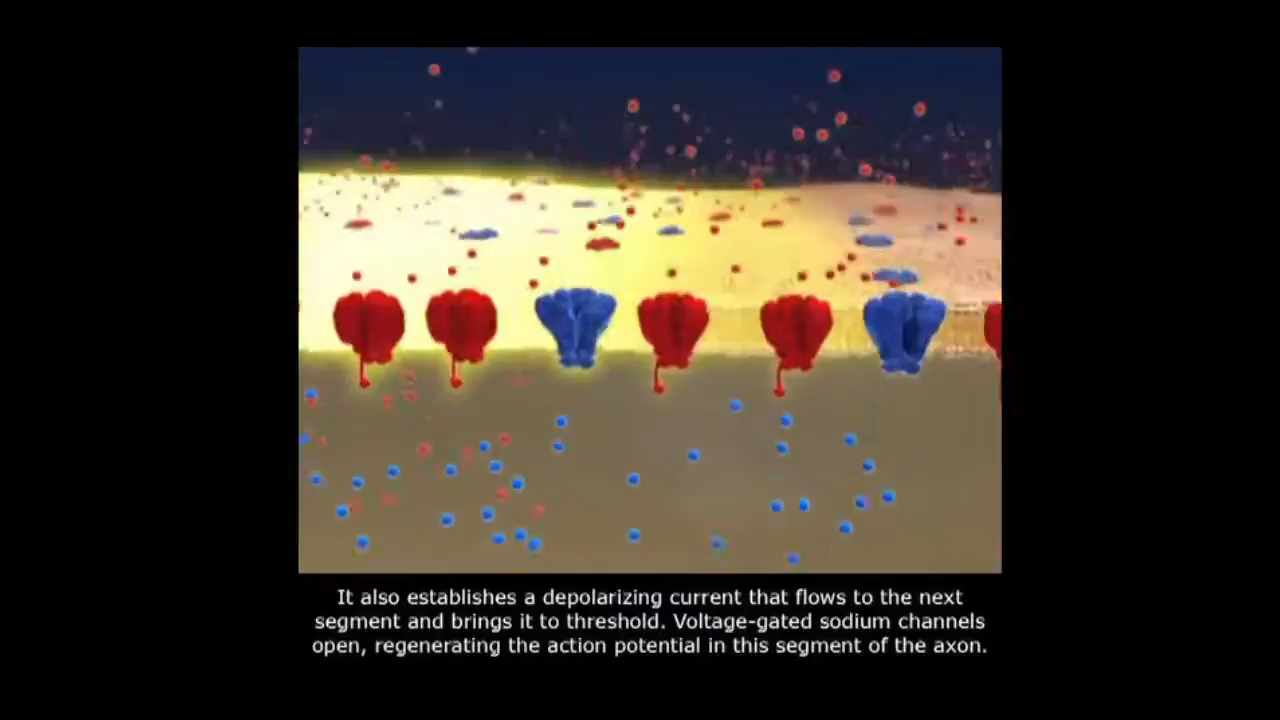 It also establishes a depolarizing current that flows to the next
segment and brings it to threshold. Voltage-gated sodium channels
open, regenerating the action potential in this segment of the axon.